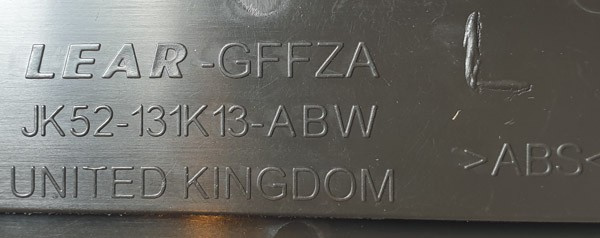 LEAR-GFFZA
L
JK52-131K13-ABW
>ABS<
UNITED KINGDOM